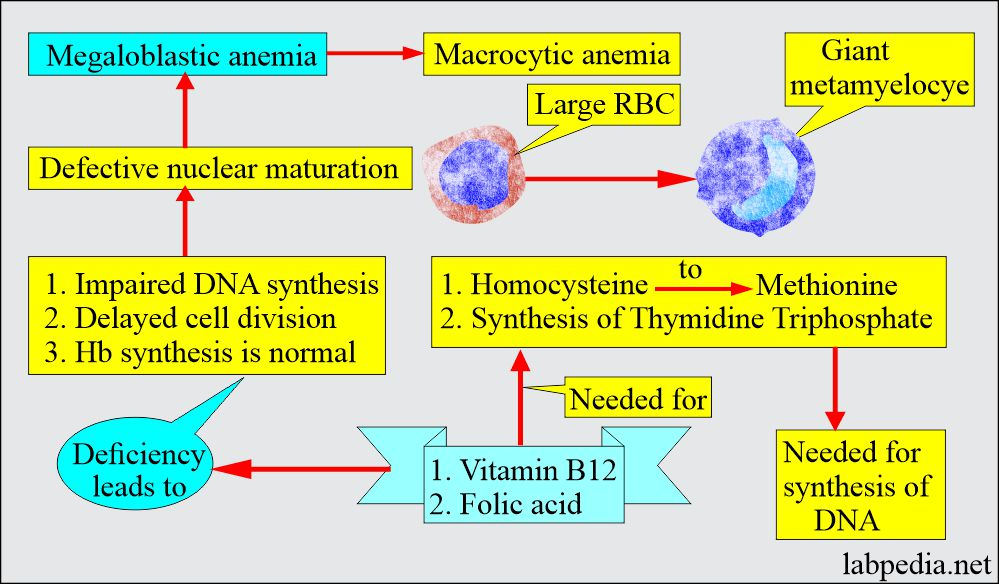 Megaloblastic anemia
Macrocytic anemia
Giant
metamyelocye
Large RBC
Defective nuclear maturation
1. Impaired DNA synthesis
2. Delayed cell division
3. Hb synthesis is normal
1. Homocysteine to Methionine
2. Synthesis of Thymidine Triphosphate
Needed for
Deficiency
leads to
1. Vitamin B12
2. Folic acid
Needed for
synthesis of
DNA
labpedia.net